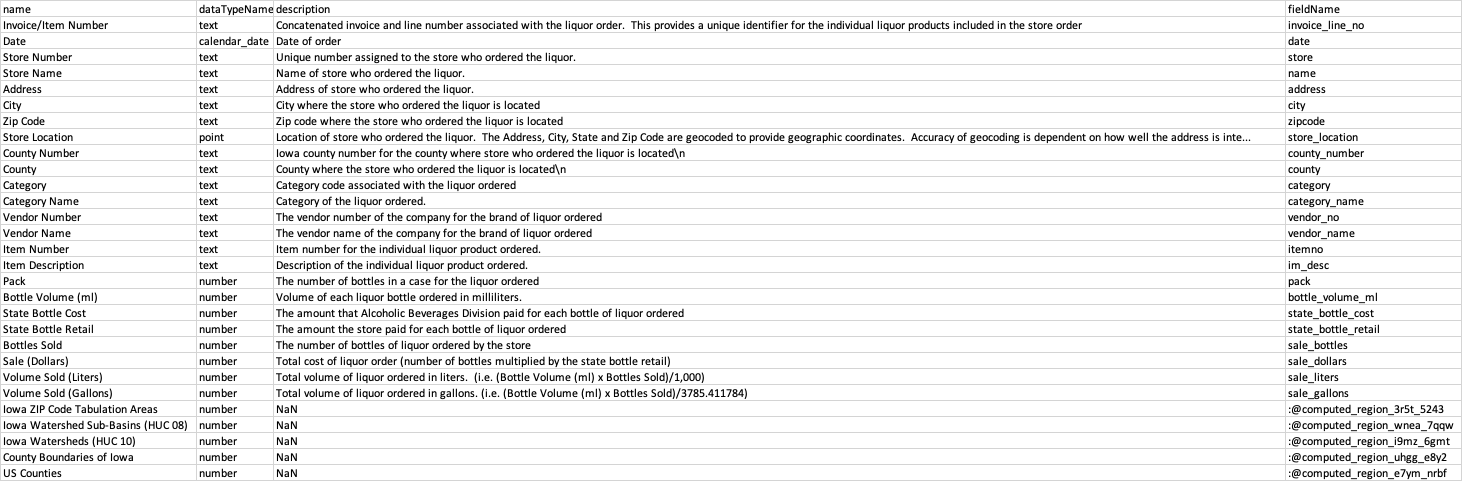 name dataTypeName description fieldName
Invoice/Item Number text Concatenated invoice and line number associated with the liquor order.  This provides a unique identifier for the individual liquor products included in the store order invoice_line_no
Date calendar_date Date of order date
Store Number text Unique number assigned to the store who ordered the liquor. store
Store Name text Name of store who ordered the liquor. name
Address text Address of store who ordered the liquor. address
City text City where the store who ordered the liquor is located city
Zip Code text Zip code where the store who ordered the liquor is located zipcode
Store Location point Location of store who ordered the liquor.  The Address, City, State and Zip Code are geocoded to provide geographic coordinates.  Accuracy of geocoding is dependent on how well the address is inte... store_location
County Number text Iowa county number for the county where store who ordered the liquor is located\n county_number
County text County where the store who ordered the liquor is located\n county
Category text Category code associated with the liquor ordered category
Category Name text Category of the liquor ordered. category_name
Vendor Number text The vendor number of the company for the brand of liquor ordered vendor_no
Vendor Name text The vendor name of the company for the brand of liquor ordered vendor_name
Item Number text Item number for the individual liquor product ordered. itemno
Item Description text Description of the individual liquor product ordered. im_desc
Pack number The number of bottles in a case for the liquor ordered pack
Bottle Volume (ml) number Volume of each liquor bottle ordered in milliliters. bottle_volume_ml
State Bottle Cost number The amount that Alcoholic Beverages Division paid for each bottle of liquor ordered state_bottle_cost
State Bottle Retail number The amount the store paid for each bottle of liquor ordered state_bottle_retail
Bottles Sold number The number of bottles of liquor ordered by the store sale_bottles
Sale (Dollars) number Total cost of liquor order (number of bottles multiplied by the state bottle retail) sale_dollars
Volume Sold (Liters) number Total volume of liquor ordered in liters.  (i.e. (Bottle Volume (ml) x Bottles Sold)/1,000) sale_liters
Volume Sold (Gallons) number Total volume of liquor ordered in gallons. (i.e. (Bottle Volume (ml) x Bottles Sold)/3785.411784) sale_gallons
Iowa ZIP Code Tabulation Areas number NaN :@computed_region_3r5t_5243
Iowa Watershed Sub-Basins (HUC 08) number NaN :@computed_region_wnea_7qqw
Iowa Watersheds (HUC 10) number NaN :@computed_region_i9mz_6gmt
County Boundaries of Iowa number NaN :@computed_region_uhgg_e8y2
US Counties number NaN :@computed_region_e7ym_nrbf